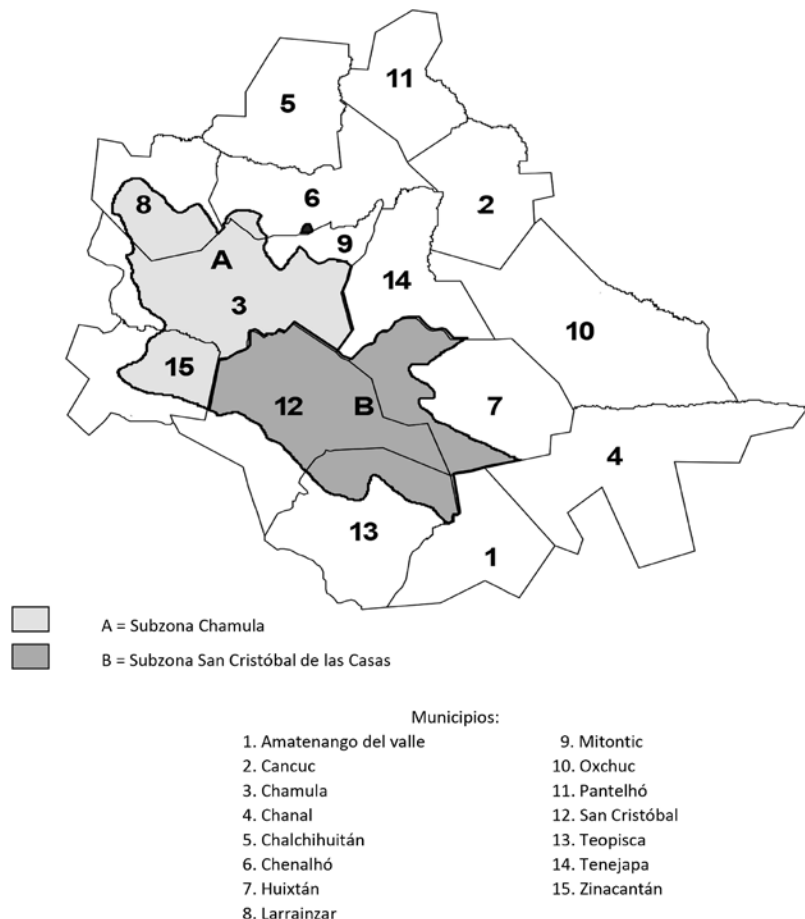 11
5
8
6
2
9
A
14
3
10
15
12
B
7
4
13
1
A = Subzona Chamula
B = Subzona San Cristóbal de las Casas
Municipios:
1. Amatenango del valle
2. Cancuc
3. Chamula
4. Chanal
5. Chalchihuitán
6. Chenalhó
7. Huixtán
8. Larrainzar
9. Mitontic
10. Oxchuc
11. Pantelhó
12. San Cristóbal
13. Teopisca
14. Tenejapa
15. Zinacantán